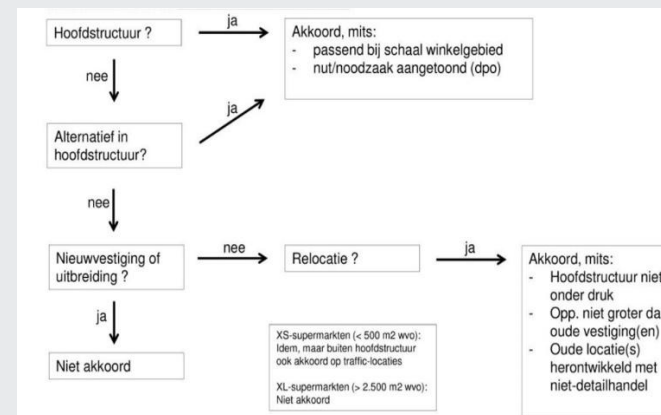 Hoofdstructuur ?
ja
Akkoord, mits:
- passend bij schaal winkelgebied
- nut/noodzaak aangetoond (dpo)
nee
ja
Alternatief in
hoofdstructuur?
nee
Nieuwvestiging of
uitbreiding ?
nee
Relocatie ?
ja
Akkoord, mits:
- Hoofdstructuur niet
onder druk
- Opp. niet groter da
oude vestiging(en)
- Oude locatie(s)
herontwikkeld met
niet-detailhandel
ja
Niet akkoord
XS-supermarkten (< 500 m2 wvo):
Idem, maar buiten hoofdstructuur
ook akkoord op traffic-locaties
XL-supermarkten (> 2.500 m2 wvo):
Niet akkoord